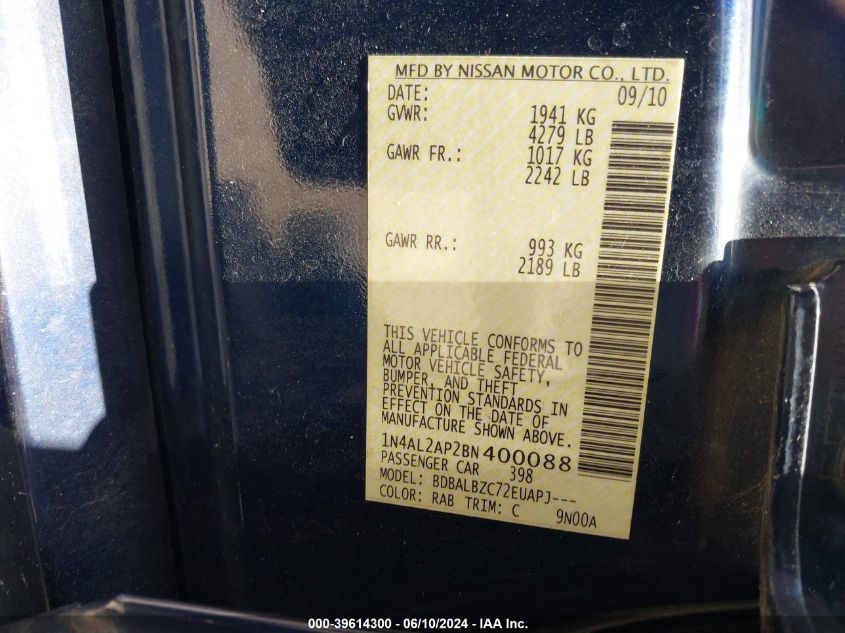 MFD BY NISSAN MOTOR CO., LTD.
DATE: 09/10
GVWR: 1941 KG
4279 LB
GAWR FR.: 1017 KG
2242 LB
GAWR RR.: 993 KG
2189 LB
THIS VEHICLE CONFORMS TO
ALL APPLICABLE FEDERAL
MOTOR VEHICLE SAFETY,
BUMPER, AND THEFT
PREVENTION STANDARDS IN
EFFECT ON THE DATE OF
MANUFACTURE SHOWN ABOVE.
1N4AL2AP2BN400088
PASSENGER CAR 398
MODEL: BDBALBZC72EUAPJ---
COLOR: RAB TRIM: C 9N00A
000-39614300 - 06/10/2024 - IAA Inc.